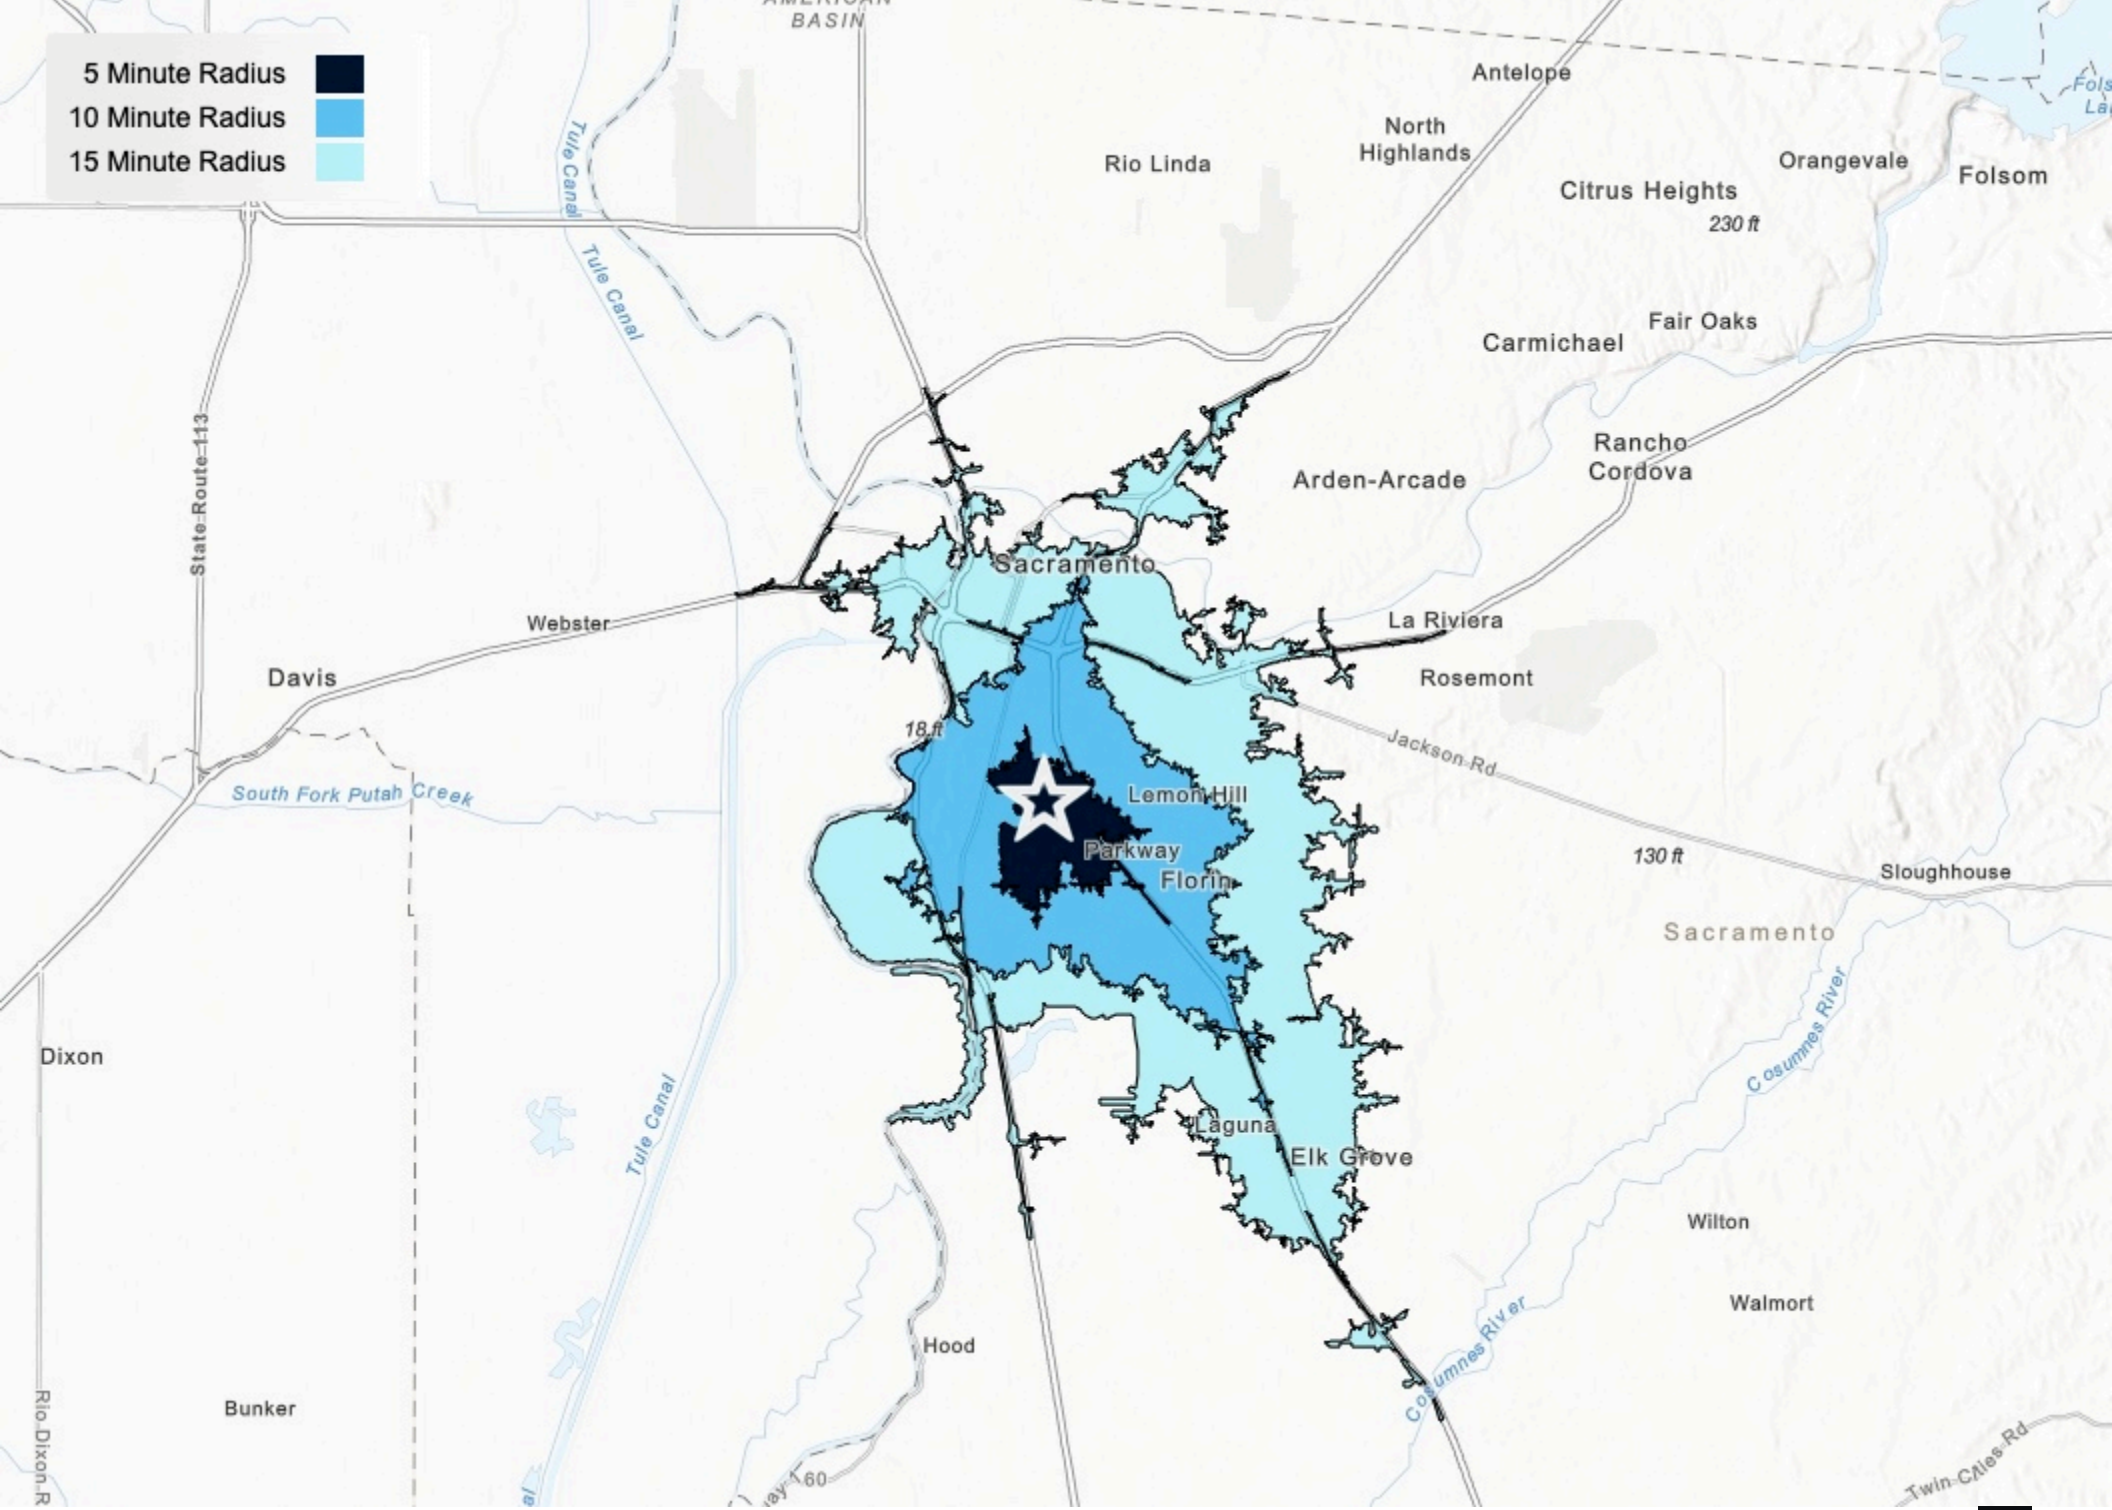 AMERICAN
BASIN
5 Minute Radius
10 Minute Radius
15 Minute Radius
Antelope
North
Highlands
Rio Linda
Orangevale
Folsom
Citrus Heights
230 ft
Tule Canal
Tule Canal
Fair Oaks
Carmichael
State Route 113
Rancho
Cordova
Arden-Arcade
Sacramento
Webster
La Riviera
Davis
Rosemont
18 ft
Jackson Rd
South Fork Putah Creek
Lemon Hill
Parkway
Florin
130 ft
Sloughhouse
Sacramento
Cosumnes River
Dixon
Tule Canal
Laguna
Elk Grove
Wilton
Walmort
Cosumnes River
Hood
Bunker
Rio Dixon R
60
Twin Cities Rd